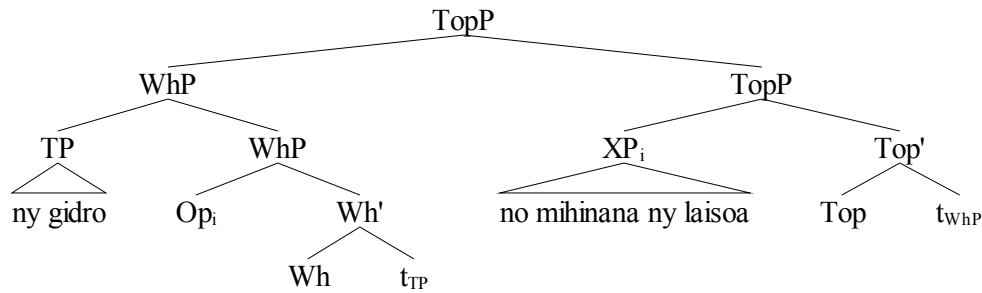 TopP
WhP TopP
TP WhP XPi Top'
ny gidro Opi Wh' no mihinana ny laisoa Top tWhP
Wh tTP